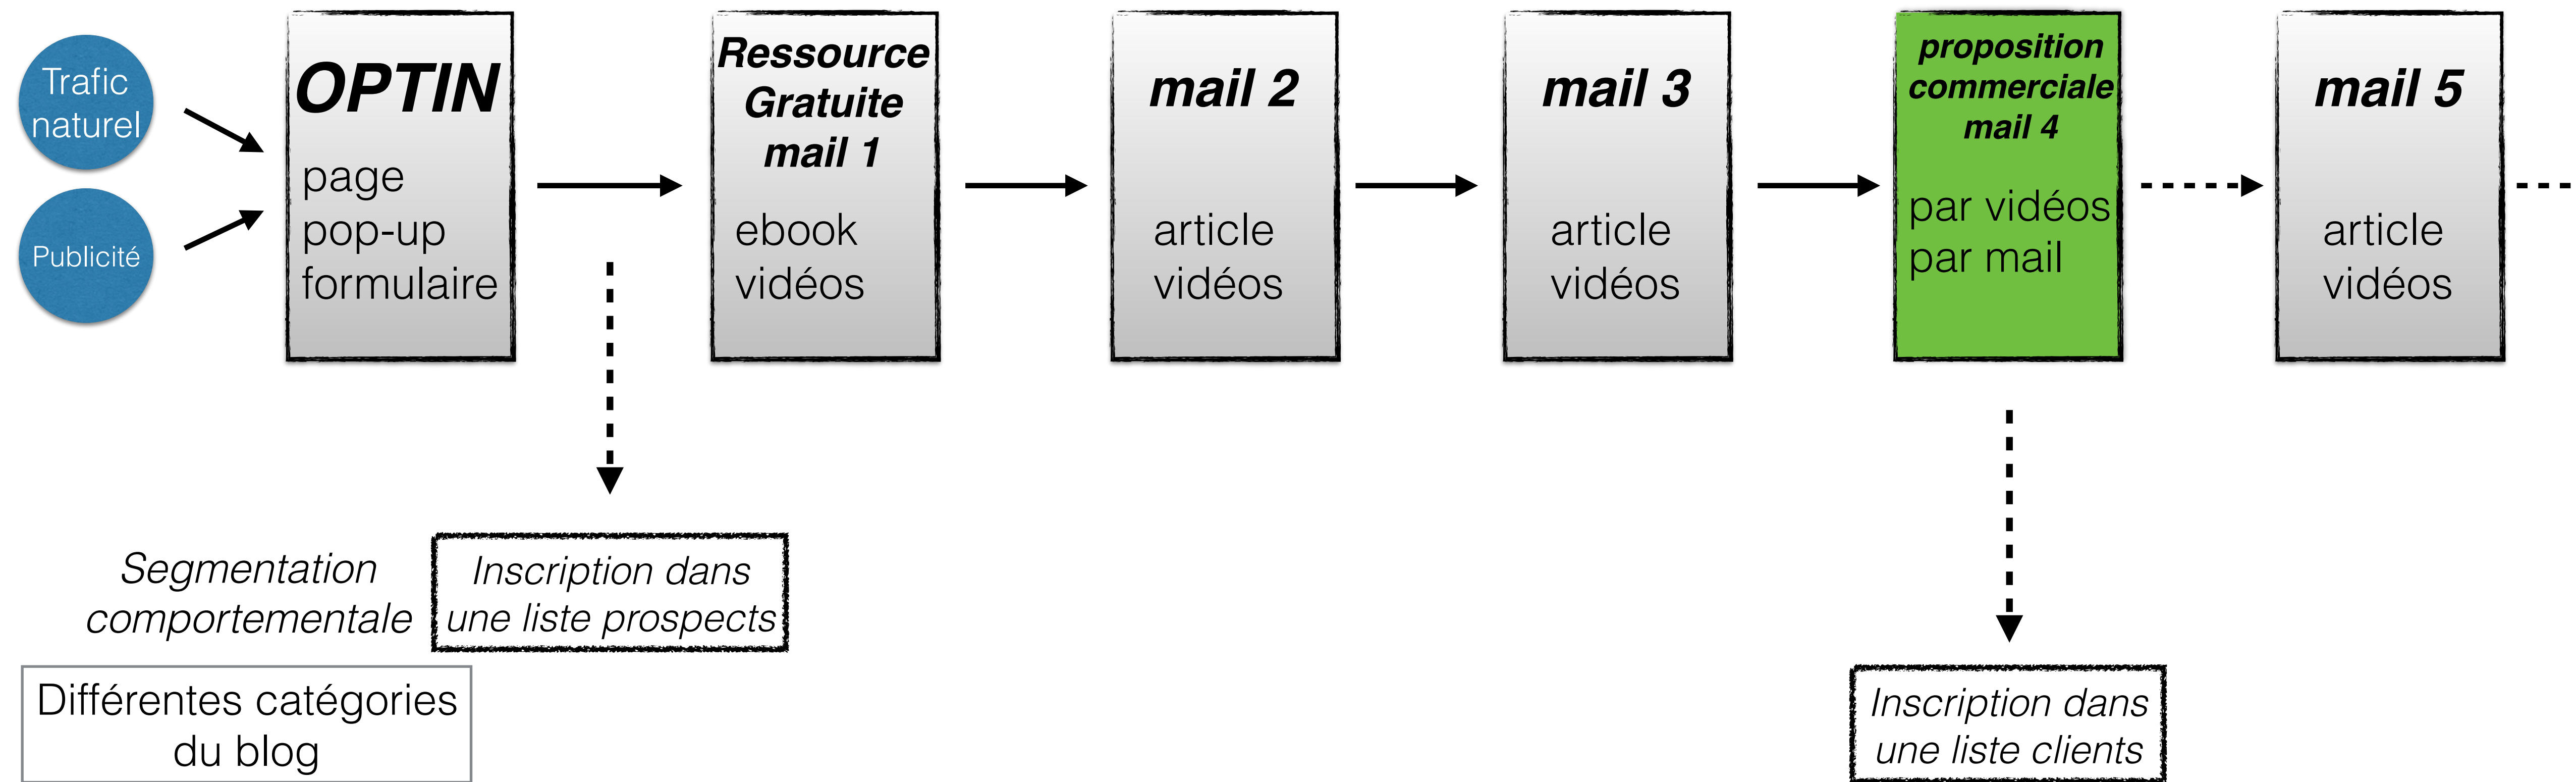 Trafic
naturel
Publicité
OPTIN
page
pop-up
formulaire
Ressource
Gratuite
mail 1
ebook
vidéos
mail 2
article
vidéos
mail 3
article
vidéos
proposition
commerciale
mail 4
par vidéos
par mail
mail 5
article
vidéos
Segmentation
comportementale
Inscription dans
une liste prospects
Différentes catégories
du blog
Inscription dans
une liste clients